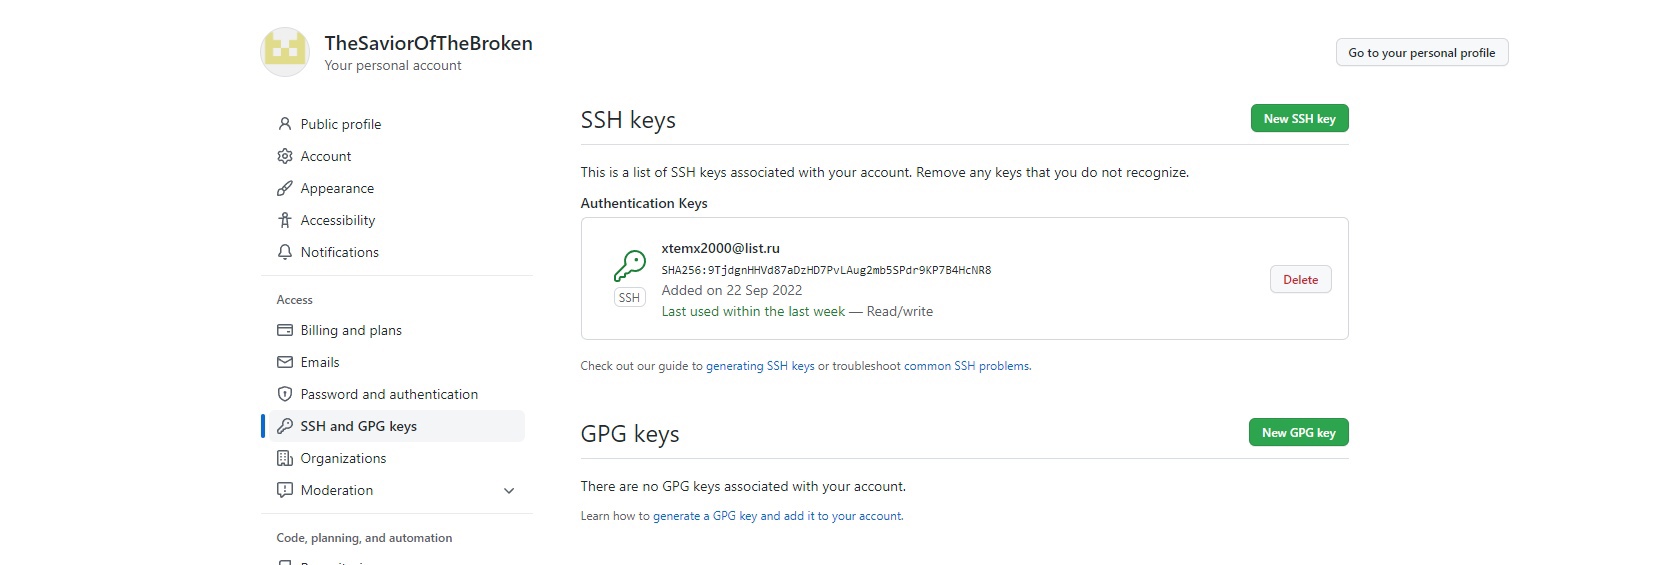 TheSaviorOfTheBroken
Your personal account
Go to your personal profile
Public profile
Account
Appearance
Accessibility
Notifications
Access
Billing and plans
Emails
Password and authentication
SSH and GPG keys
Organizations
Moderation
Code, planning, and automation
SSH keys
New SSH key
This is a list of SSH keys associated with your account. Remove any keys that you do not recognize.
Authentication Keys
xtemx2000@list.ru
SHA256:9TjdgnHHVd87aDzHD7PvLAug2mb5SPdr9KP7B4HcNR8
SSH
Added on 22 Sep 2022
Last used within the last week — Read/write
Delete
Check out our guide to generating SSH keys or troubleshoot common SSH problems.
GPG keys
New GPG key
There are no GPG keys associated with your account.
Learn how to generate a GPG key and add it to your account.